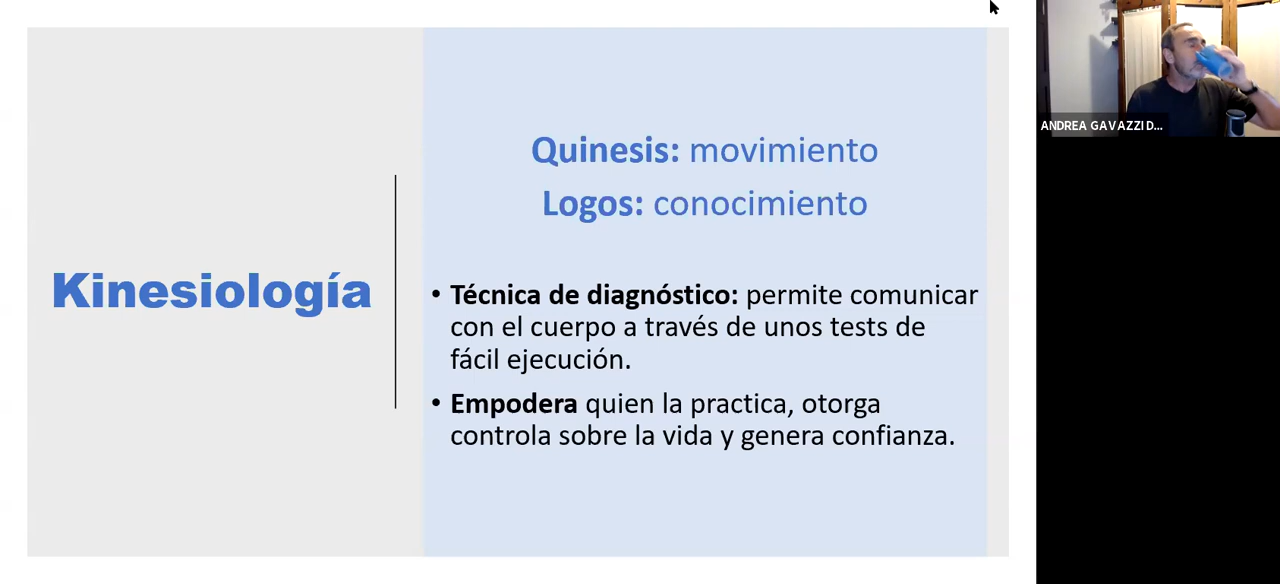 Kinesiología
Quinesis: movimiento
Logos: conocimiento
• Técnica de diagnóstico: permite comunicar
con el cuerpo a través de unos tests de
fácil ejecución.
• Empodera quien la practica, otorga
controla sobre la vida y genera confianza.
ANDREA GAVAZZI D...